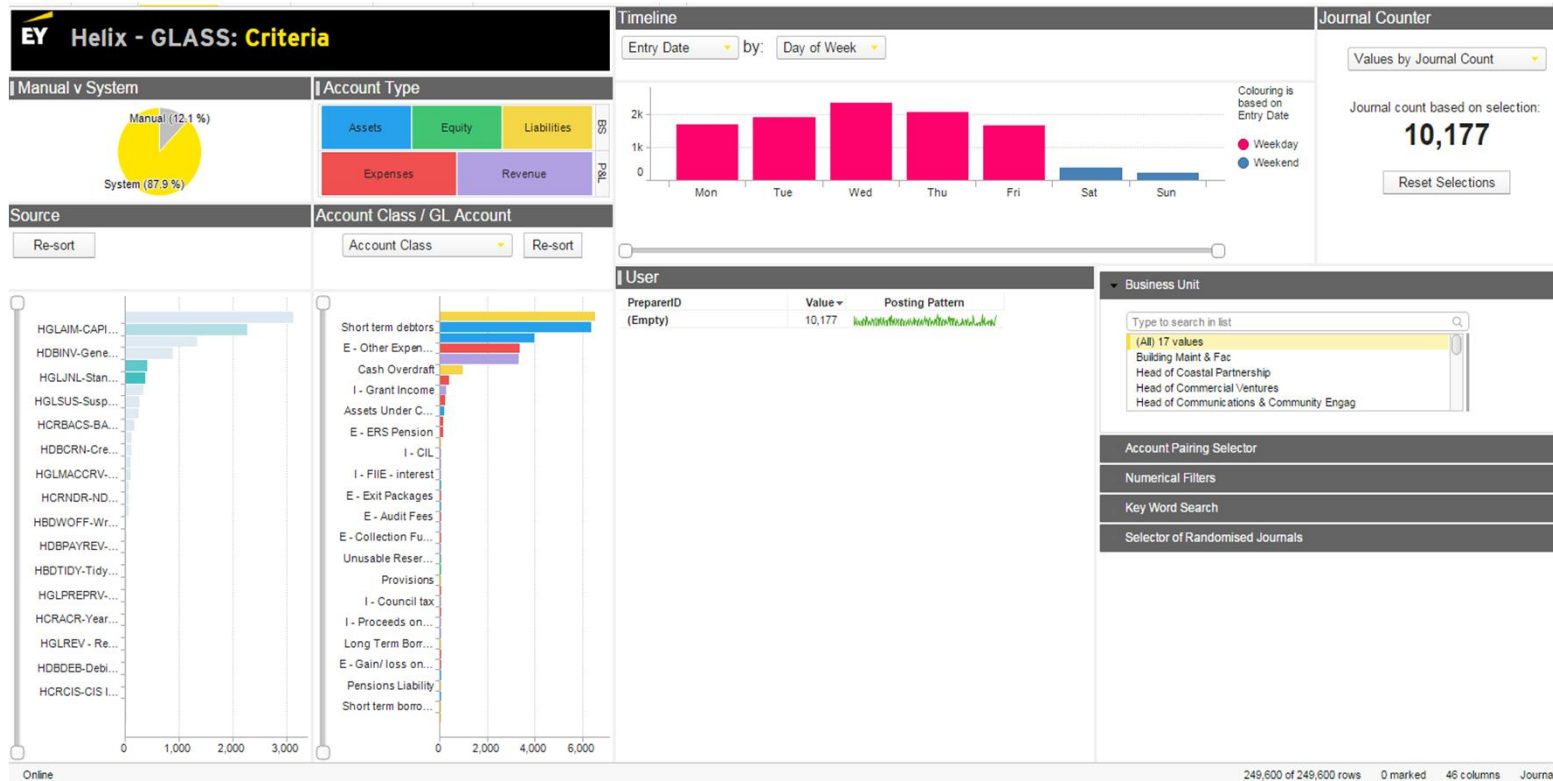 EY Helix - GLASS: Criteria
Timeline
Entry Date by: Day of Week
Journal Counter
Values by Journal Count
Journal count based on selection:
10,177
Reset Selections
Manual v System
Manual (12.1 %)
System (87.9 %)
Account Type
Assets Equity Liabilities BS
Expenses Revenue P&L
2k
1k
0
Mon Tue Wed Thu Fri Sat Sun
Colouring is
based on
Entry Date
Weekday
Weekend
Source
Re-sort
Account Class / GL Account
Account Class Re-sort
HGLAIM-CAPI...
HDBINV-Gene...
HGLJNL-Stan...
HGLSUS-Susp...
HCRBACS-BA...
HDBCRN-Cre...
HGLMACCRV-...
HCRNDR-ND...
HBDWOFF-Wr...
HDBPAYREV-...
HBDTIDY-Tidy...
HGLPREPRV-...
HCRACR-Year...
HGLREV - Re...
HDBDEB-Debi...
HCRCIS-CIS I...
0 1,000 2,000 3,000
Short term debtors
E - Other Expen...
Cash Overdraft
I - Grant Income
Assets Under C...
E - ERS Pension
I - CIL
I - FIIE - interest
E - Exit Packages
E - Audit Fees
E - Collection Fu...
Unusable Reser...
Provisions
I - Council tax
I - Proceeds on...
Long Term Borr...
E - Gain/ loss on...
Pensions Liability
Short term borro...
0 2,000 4,000 6,000
User
PreparerID Value Posting Pattern
(Empty) 10,177
Business Unit
Type to search in list
(All) 17 values
Building Maint & Fac
Head of Coastal Partnership
Head of Commercial Ventures
Head of Communications & Community Engag
Account Pairing Selector
Numerical Filters
Key Word Search
Selector of Randomised Journals
Online
249,600 of 249,600 rows 0 marked 46 columns Journa